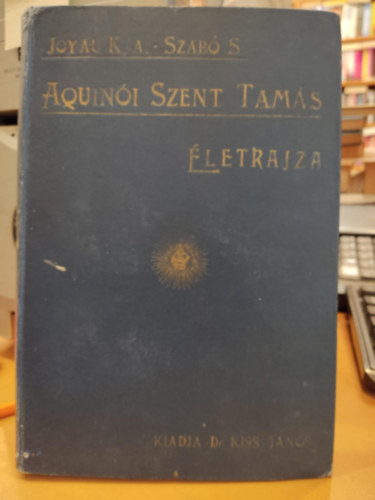 JOYAU K.-A.-SZABÓ S.
AQUINÓI SZENT TAMÁS
ÉLETRAJZA
KIADJA Dr KISS JÁNOS